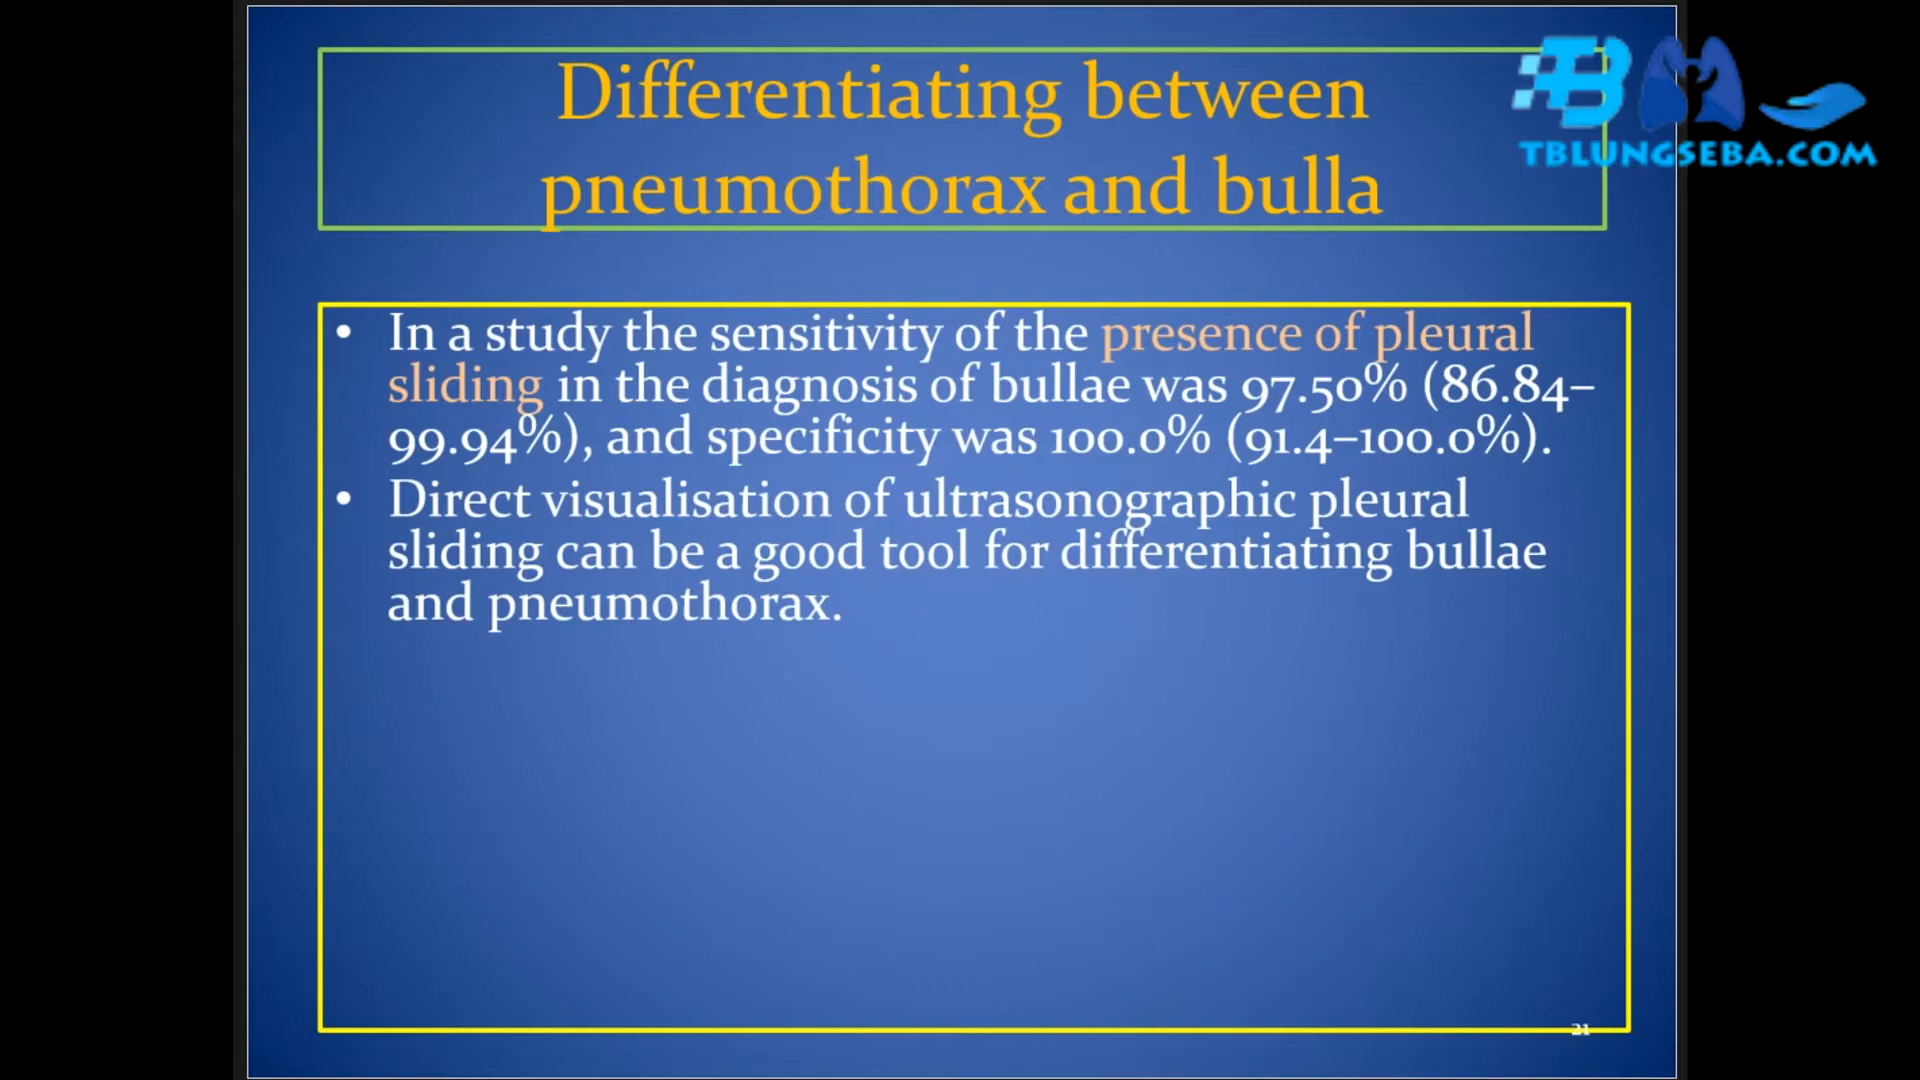 Differentiating between
pneumothorax and bulla
TBLUNGSEBA.COM
• In a study the sensitivity of the presence of pleural
sliding in the diagnosis of bullae was 97.50% (86.84–
99.94%), and specificity was 100.0% (91.4–100.0%).
• Direct visualisation of ultrasonographic pleural
sliding can be a good tool for differentiating bullae
and pneumothorax.
21